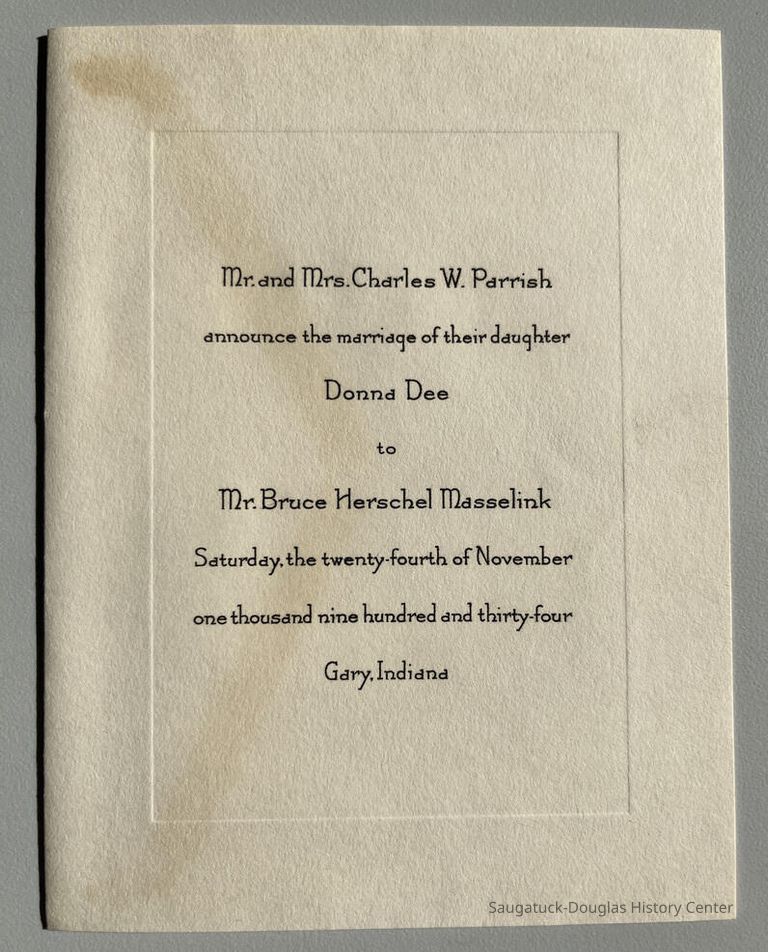 Mr. and Mrs. Charles W. Parrish
announce the marriage of their daughter
Donna Dee
to
Mr. Bruce Herschel Masselink
Saturday, the twenty-fourth of November
one thousand nine hundred and thirty-four
Gary, Indiana
Saugatuck-Douglas History Center